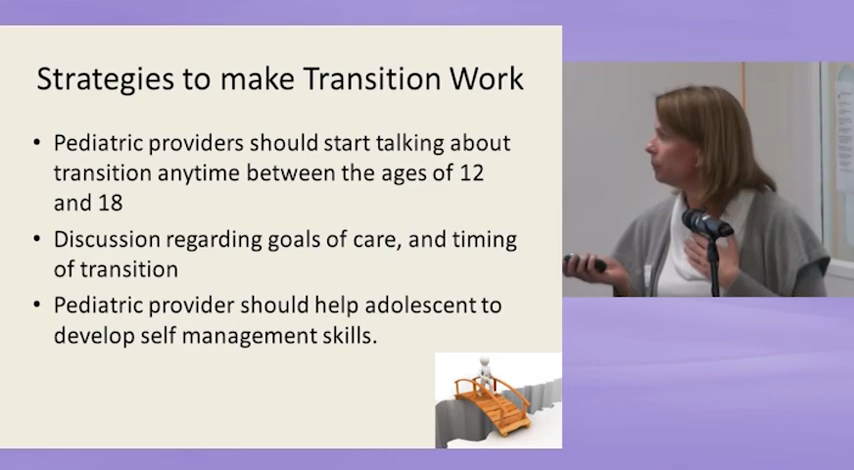 Strategies to make Transition Work
• Pediatric providers should start talking about
transition anytime between the ages of 12
and 18
• Discussion regarding goals of care, and timing
of transition
• Pediatric provider should help adolescent to
develop self management skills.